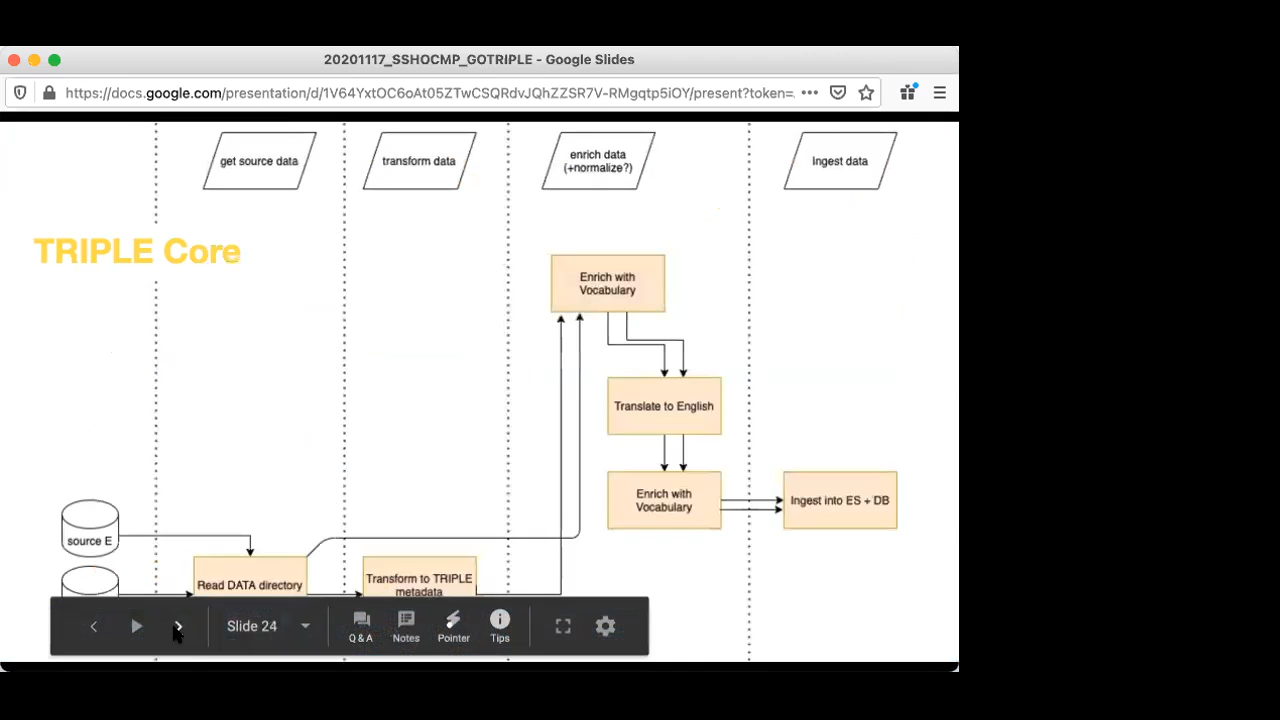 20201117_SSHOCMP_GOTRIPLE - Google Slides
https://docs.google.com/presentation/d/1V64YxtOC6oAt05ZTwCSQRdvJQhZZSR7V-RMgqtp5iOY/present?token=
get source data
transform data
enrich data
(+normalize?)
Ingest data
TRIPLE Core
Enrich with
Vocabulary
Translate to English
Enrich with
Vocabulary
Ingest into ES + DB
source E
Read DATA directory
Transform to TRIPLE
metadata
Slide 24
Q & A
Notes
Pointer
Tips